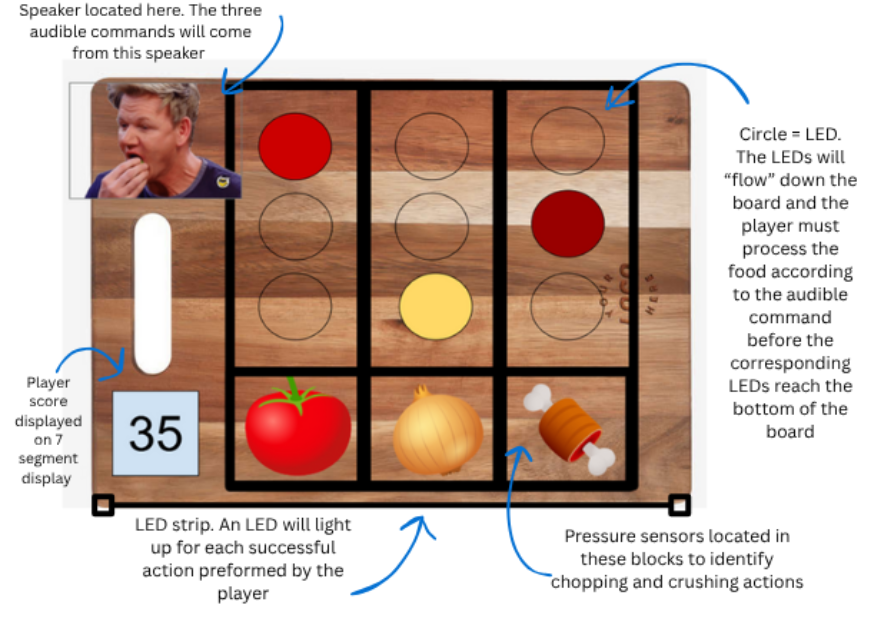 Speaker located here. The three
audible commands will come
from this speaker
Circle = LED.
The LEDs will
“flow” down the
board and the
player must
process the
food according
to the audible
command
before the
corresponding
LEDs reach the
bottom of the
board
YOUR
LOGO
HERE
Player
score
displayed
on 7
segment
display
35
LED strip. An LED will light
up for each successful
action preformed by the
player
Pressure sensors located in
these blocks to identify
chopping and crushing actions